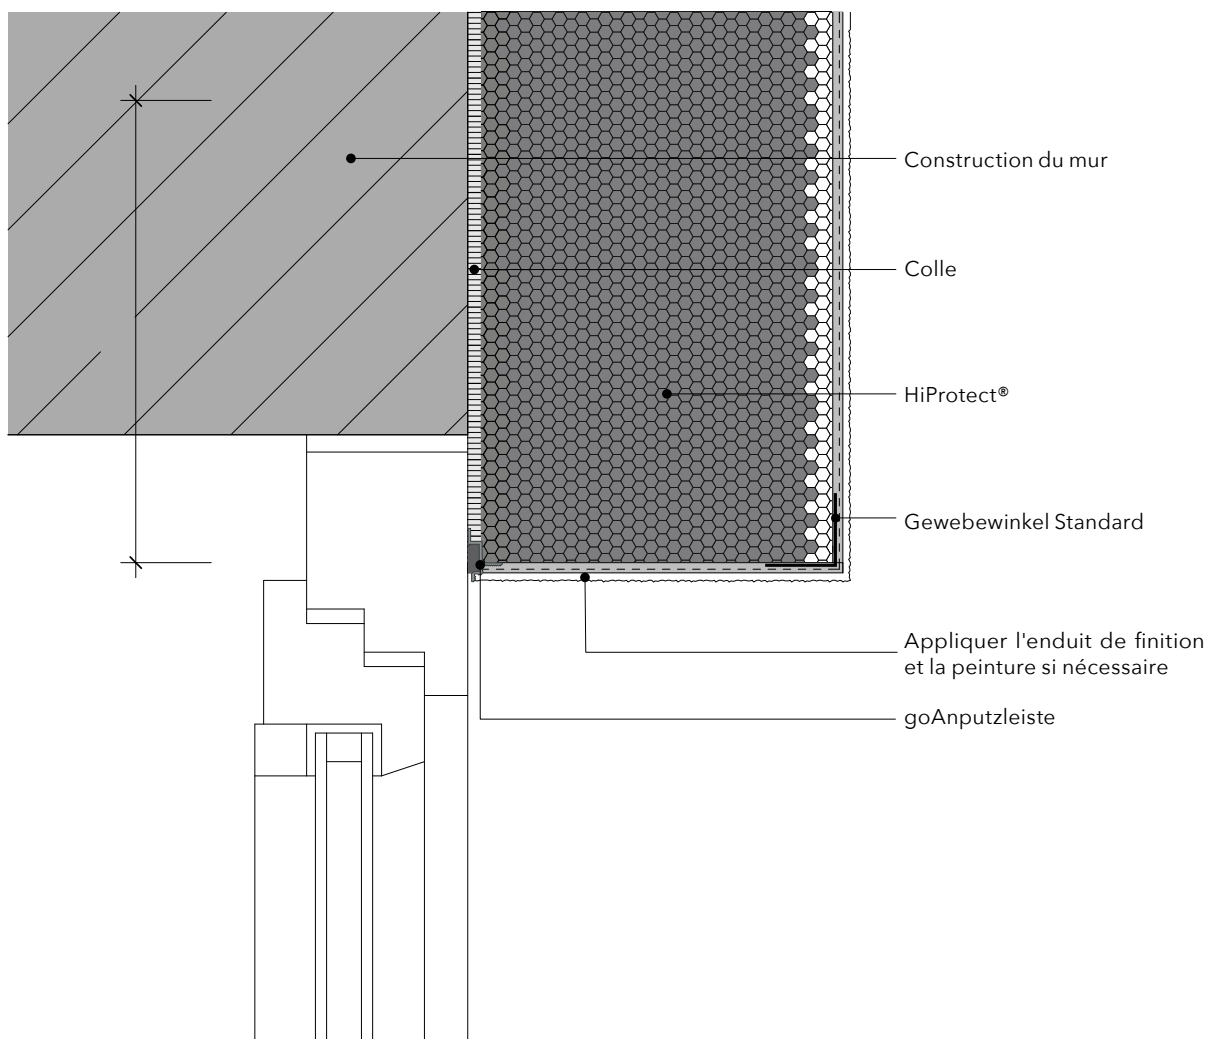 Construction du mur
Colle
HiProtect®
Gewebewinkel Standard
Appliquer l'enduit de finition
et la peinture si nécessaire
goAnputzleiste